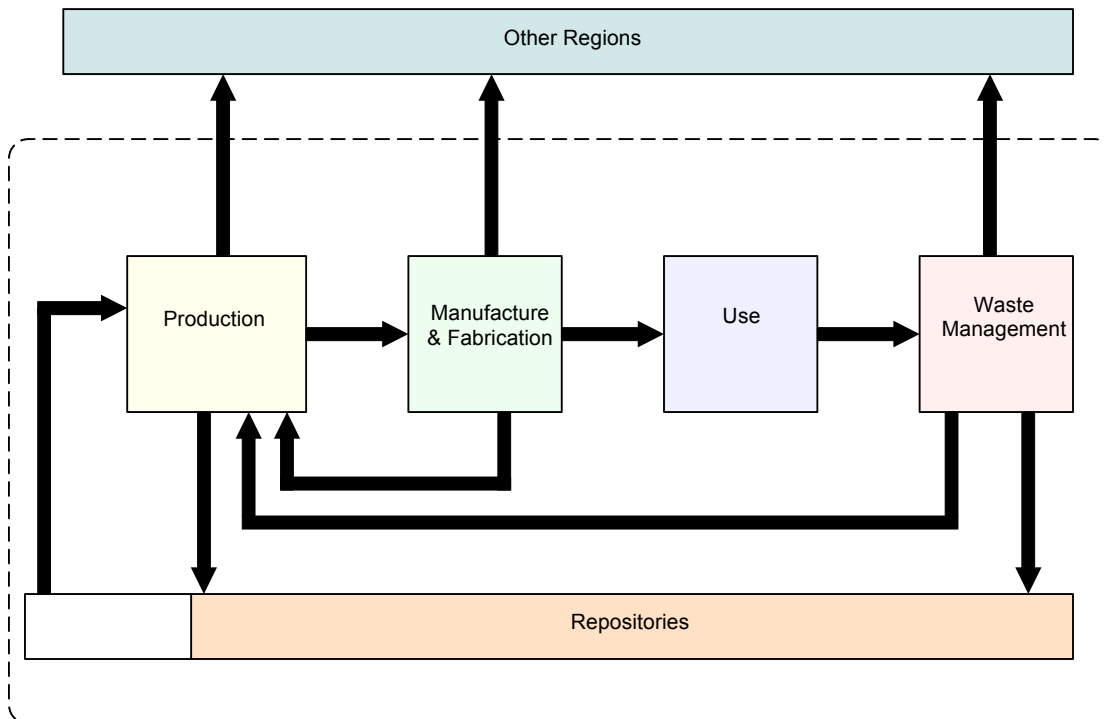 Other Regions
Production
Manufacture
& Fabrication
Use
Waste
Management
Repositories